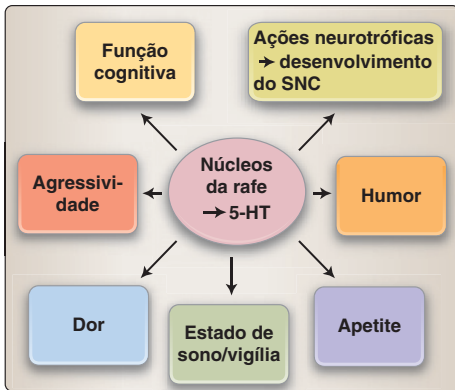 Função
cognitiva
Ações neurotróficas
→ desenvolvimento
do SNC
Agressivi-
dade
Núcleos
da rafe
→ 5-HT
Humor
Dor
Estado de
sono/vigília
Apetite